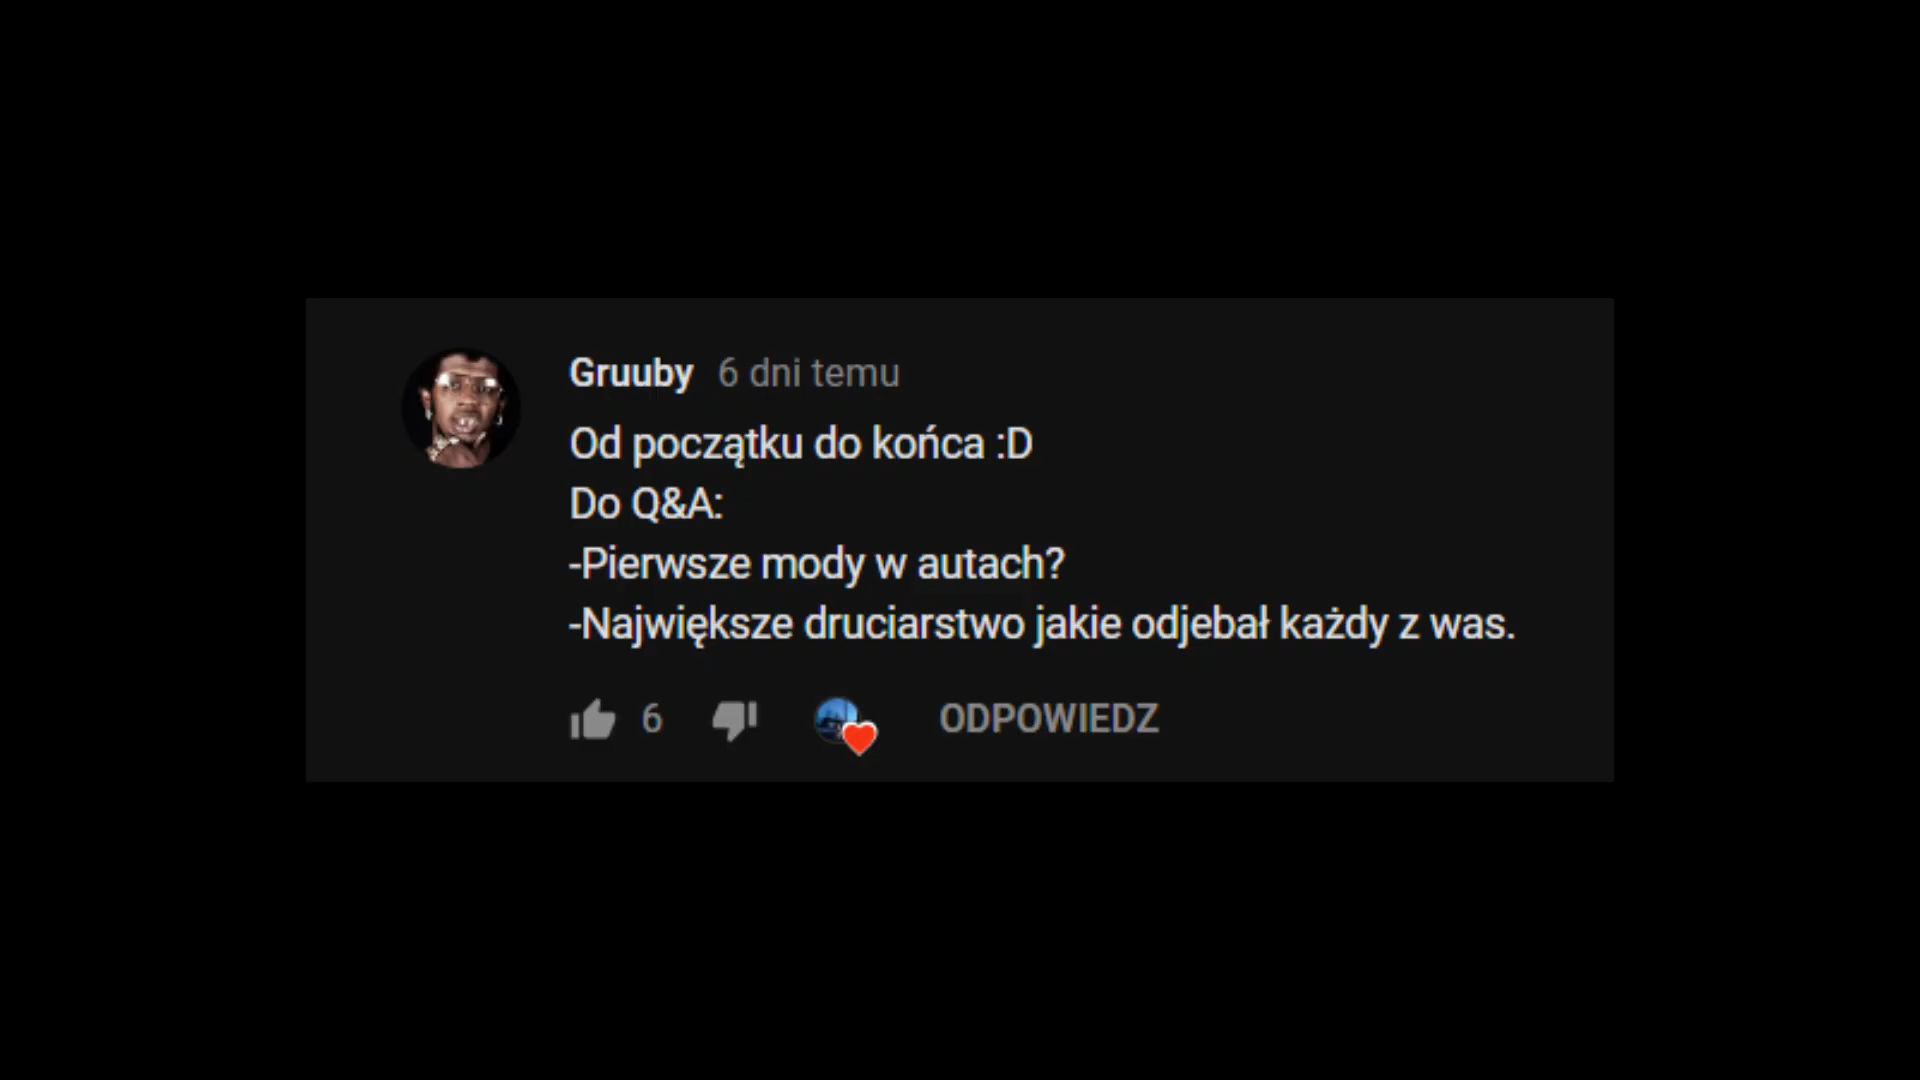 Gruuby 6 dni temu
Od początku do końca :D
Do Q&A:
-Pierwsze mody w autach?
-Największe druciarstwo jakie odjebał każdy z was.
6 ODPOWIEDZ